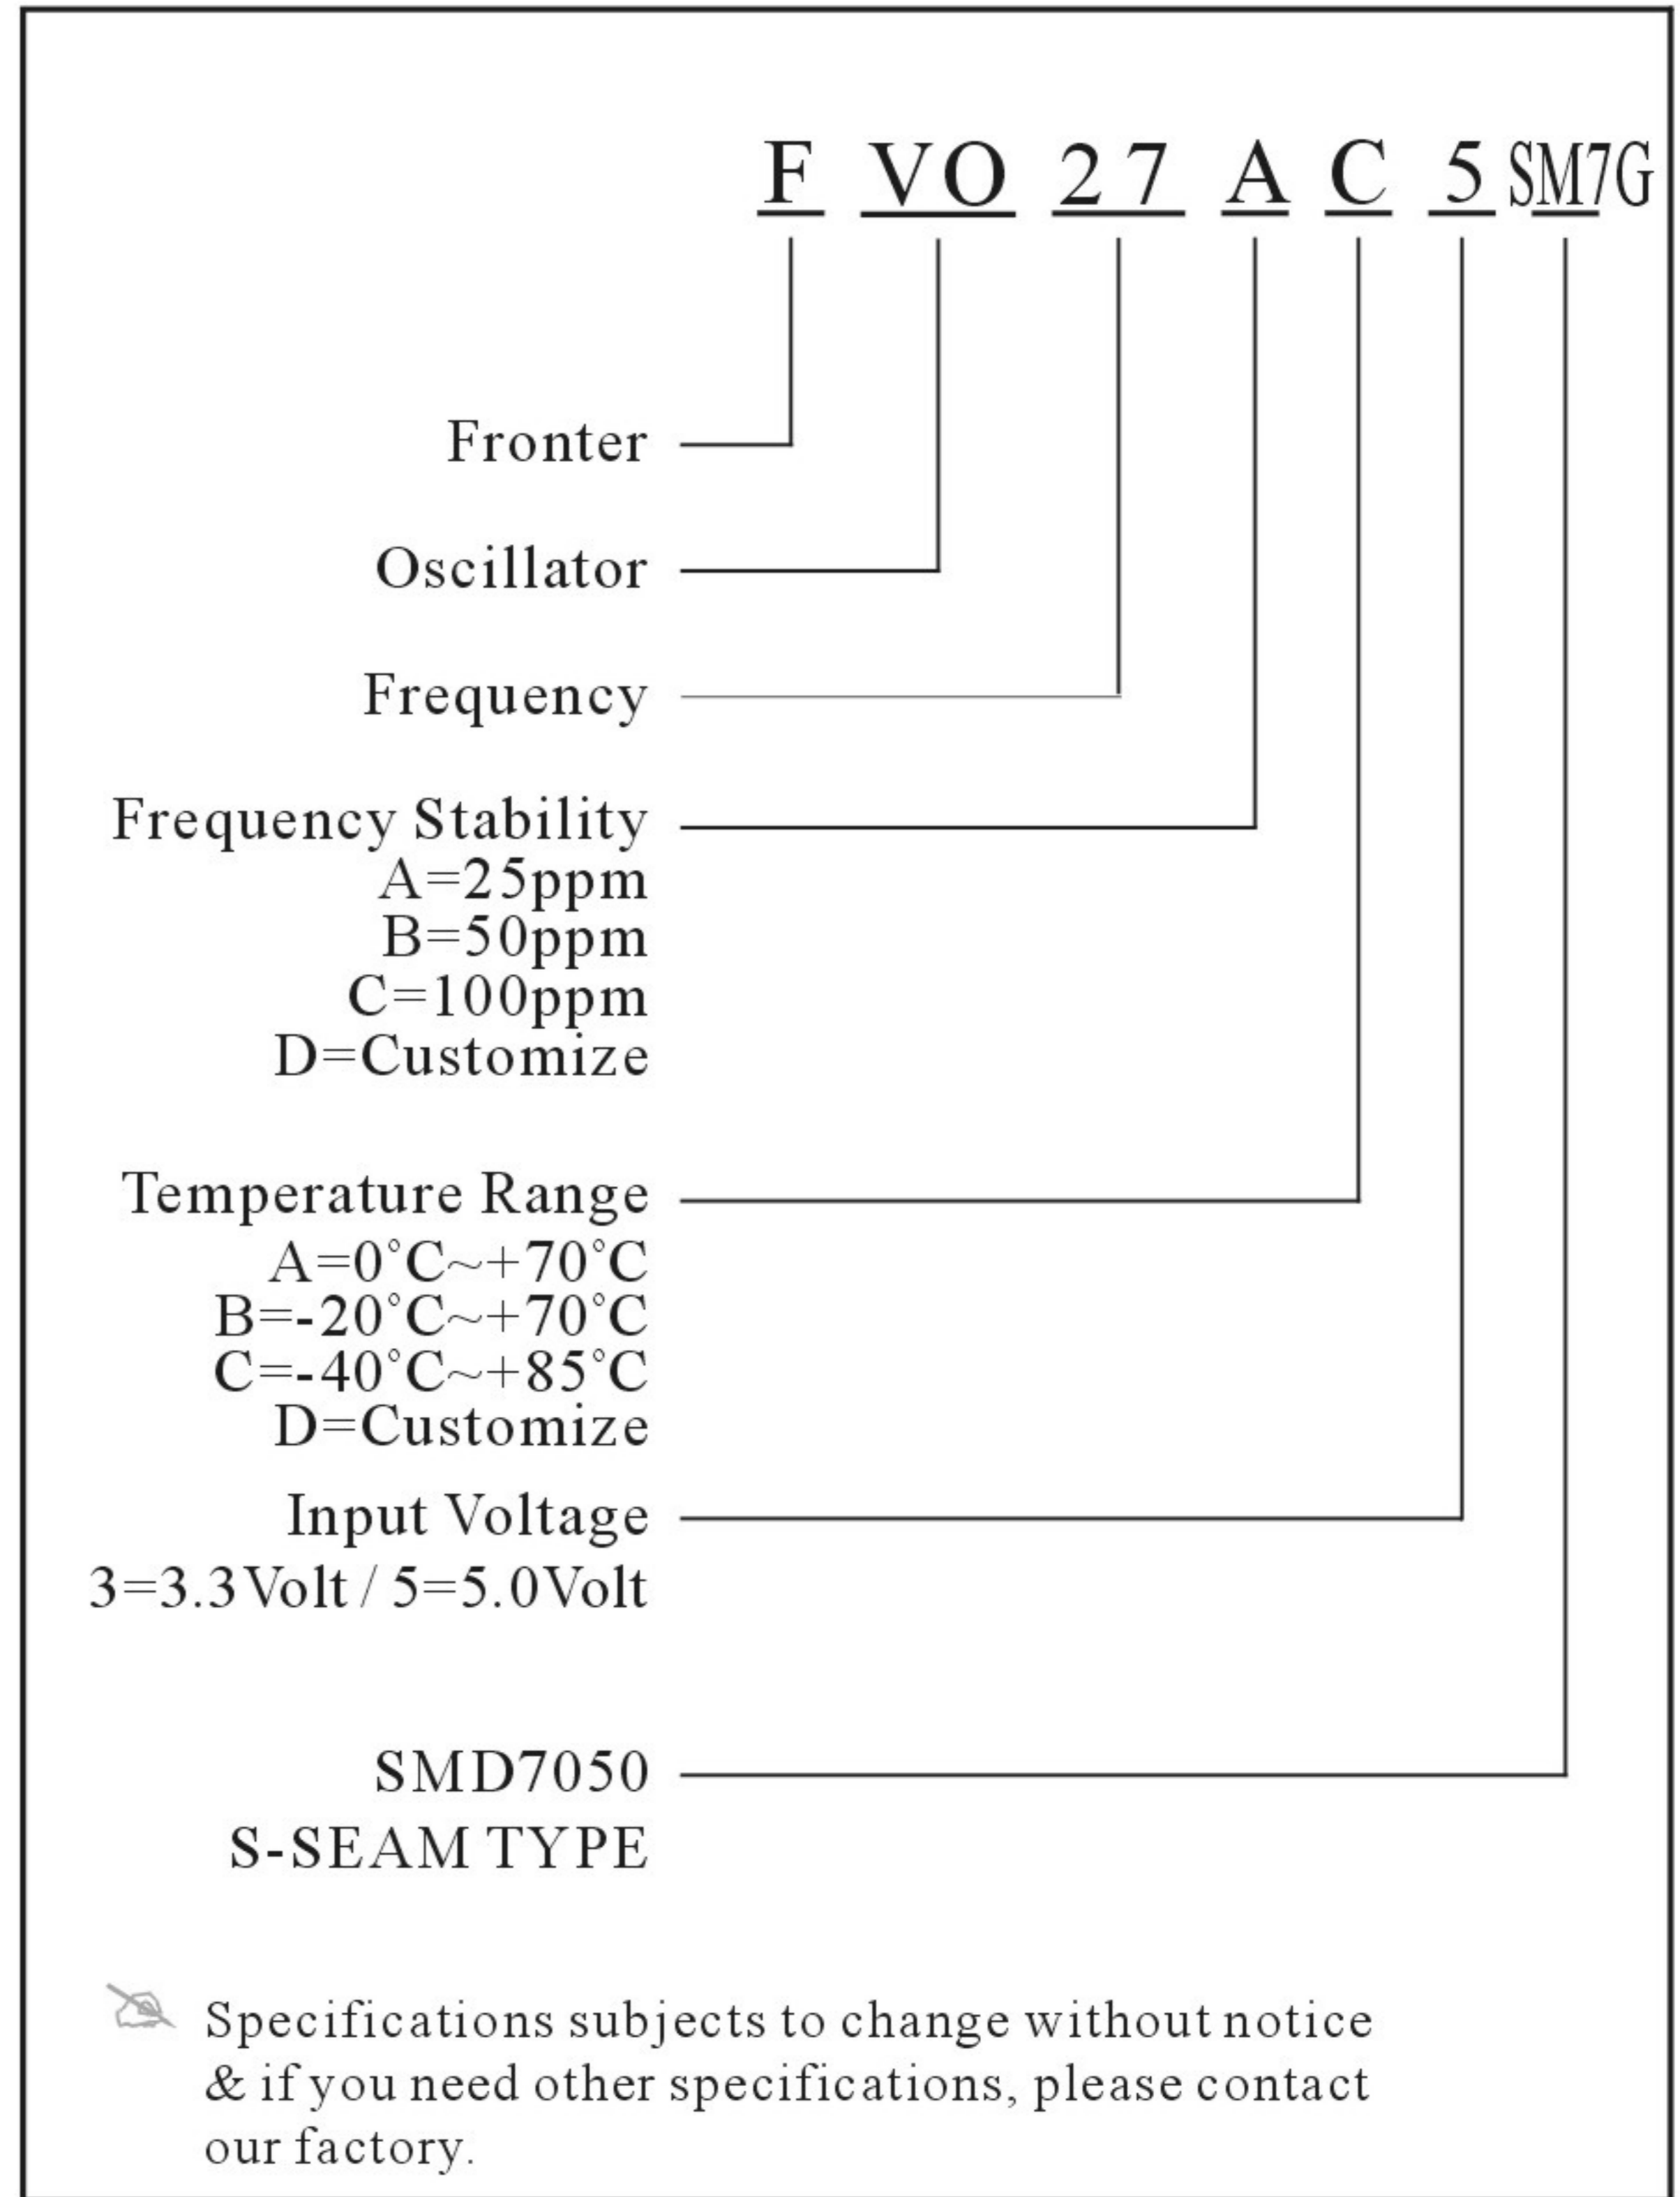 F VO 27 A C 5 SM7G
Fronter
Oscillator
Frequency
Frequency Stability
A=25ppm
B=50ppm
C=100ppm
D=Customize
Temperature Range
A=0°C~+70°C
B=-20°C~+70°C
C=-40°C~+85°C
D=Customize
Input Voltage
3=3.3Volt / 5=5.0Volt
SMD7050
S-SEAM TYPE
Specifications subjects to change without notice
& if you need other specifications, please contact
our factory.